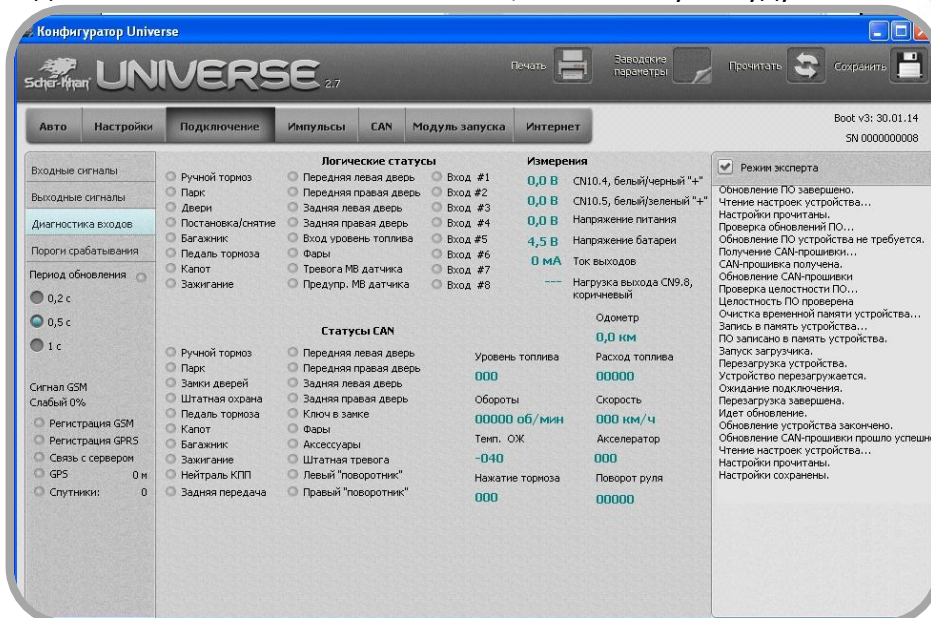 Конфигуратор Universe
Scher-Khan UNIVERSE 2.7
Печать
Заводские параметры
Прочитать
Сохранить
Авто
Настройки
Подключение
Импульсы
CAN
Модуль запуска
Интернет
Boot v3: 30.01.14
SN 0000000008
Входные сигналы
Выходные сигналы
Диагностика входов
Пороги срабатывания
Период обновления
0,2 с
0,5 с
1 с
Сигнал GSM
Слабый 0%
Регистрация GSM
Регистрация GPRS
Связь с сервером
GPS 0 м
Спутники: 0
Логические статусы
Ручной тормоз
Парк
Двери
Постановка/снятие
Багажник
Педаль тормоза
Капот
Зажигание
Передняя левая дверь
Передняя правая дверь
Задняя левая дверь
Задняя правая дверь
Вход уровень топлива
Фары
Тревога МВ датчика
Предупр. МВ датчика
Вход #1
Вход #2
Вход #3
Вход #4
Вход #5
Вход #6
Вход #7
Вход #8
Измерения
0,0 В CN10.4, белый/черный "+"
0,0 В CN10.5, белый/зеленый "+"
0,0 В Напряжение питания
4,5 В Напряжение батареи
0 мА Ток выходов
--- Нагрузка выхода CN9.8,
коричневый
Статусы CAN
Ручной тормоз
Парк
Замки дверей
Штатная охрана
Педаль тормоза
Капот
Багажник
Зажигание
Нейтраль КПП
Задняя передача
Передняя левая дверь
Передняя правая дверь
Задняя левая дверь
Задняя правая дверь
Ключ в замке
Фары
Аксессуары
Штатная тревога
Левый "поворотник"
Правый "поворотник"
Одометр
0,0 км
Уровень топлива
000
Расход топлива
00000
Обороты
00000 об/мин
Скорость
000 км/ч
Темп. ОЖ
-040
Акселератор
000
Нажатие тормоза
000
Поворот руля
00000
Режим эксперта
Обновление ПО завершено.
Чтение настроек устройства...
Настройки прочитаны.
Проверка обновлений ПО...
Обновление ПО устройства не требуется.
Получение CAN-прошивки...
CAN-прошивка получена.
Обновление CAN-прошивки
Проверка целостности ПО...
Целостность ПО проверена
Очистка временной памяти устройства...
Запись в память устройства...
ПО записано в память устройства.
Запуск загрузчика.
Перезагрузка устройства.
Устройство перезагружается.
Ожидание подключения.
Перезагрузка завершена.
Идет обновление.
Обновление устройства закончено.
Обновление CAN-прошивки прошло успешн
Чтение настроек устройства...
Настройки прочитаны.
Настройки сохранены.